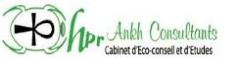 Hpr Ankh Consultants
Cabinet d'Eco-conseil et d'Etudes